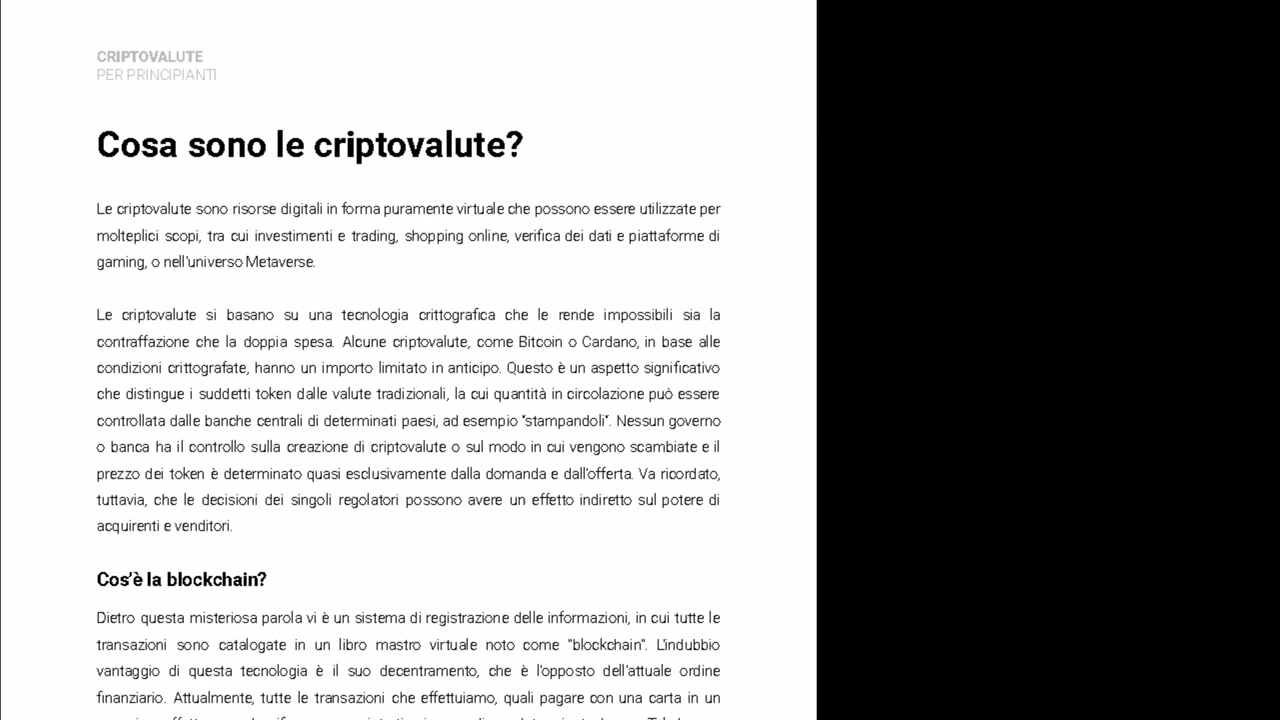 CRIPTOVALUTE
PER PRINCIPIANTI
Cosa sono le criptovalute?
Le criptovalute sono risorse digitali in forma puramente virtuale che possono essere utilizzate per
molteplici scopi, tra cui investimenti e trading, shopping online, verifica dei dati e piattaforme di
gaming, o nell'universo Metaverse.
Le criptovalute si basano su una tecnologia crittografica che le rende impossibili sia la
contraffazione che la doppia spesa. Alcune criptovalute, come Bitcoin o Cardano, in base alle
condizioni crittografate, hanno un importo limitato in anticipo. Questo è un aspetto significativo
che distingue i suddetti token dalle valute tradizionali, la cui quantità in circolazione può essere
controllata dalle banche centrali di determinati paesi, ad esempio "stampandoli". Nessun governo
o banca ha il controllo sulla creazione di criptovalute o sul modo in cui vengono scambiate e il
prezzo dei token è determinato quasi esclusivamente dalla domanda e dall'offerta. Va ricordato,
tuttavia, che le decisioni dei singoli regolatori possono avere un effetto indiretto sul potere di
acquirenti e venditori.
Cos'è la blockchain?
Dietro questa misteriosa parola vi è un sistema di registrazione delle informazioni, in cui tutte le
transazioni sono catalogate in un libro mastro virtuale noto come "blockchain". L'indubbio
vantaggio di questa tecnologia è il suo decentramento, che è l'opposto dell'attuale ordine
finanziario. Attualmente, tutte le transazioni che effettuiamo, quali pagare con una carta in un